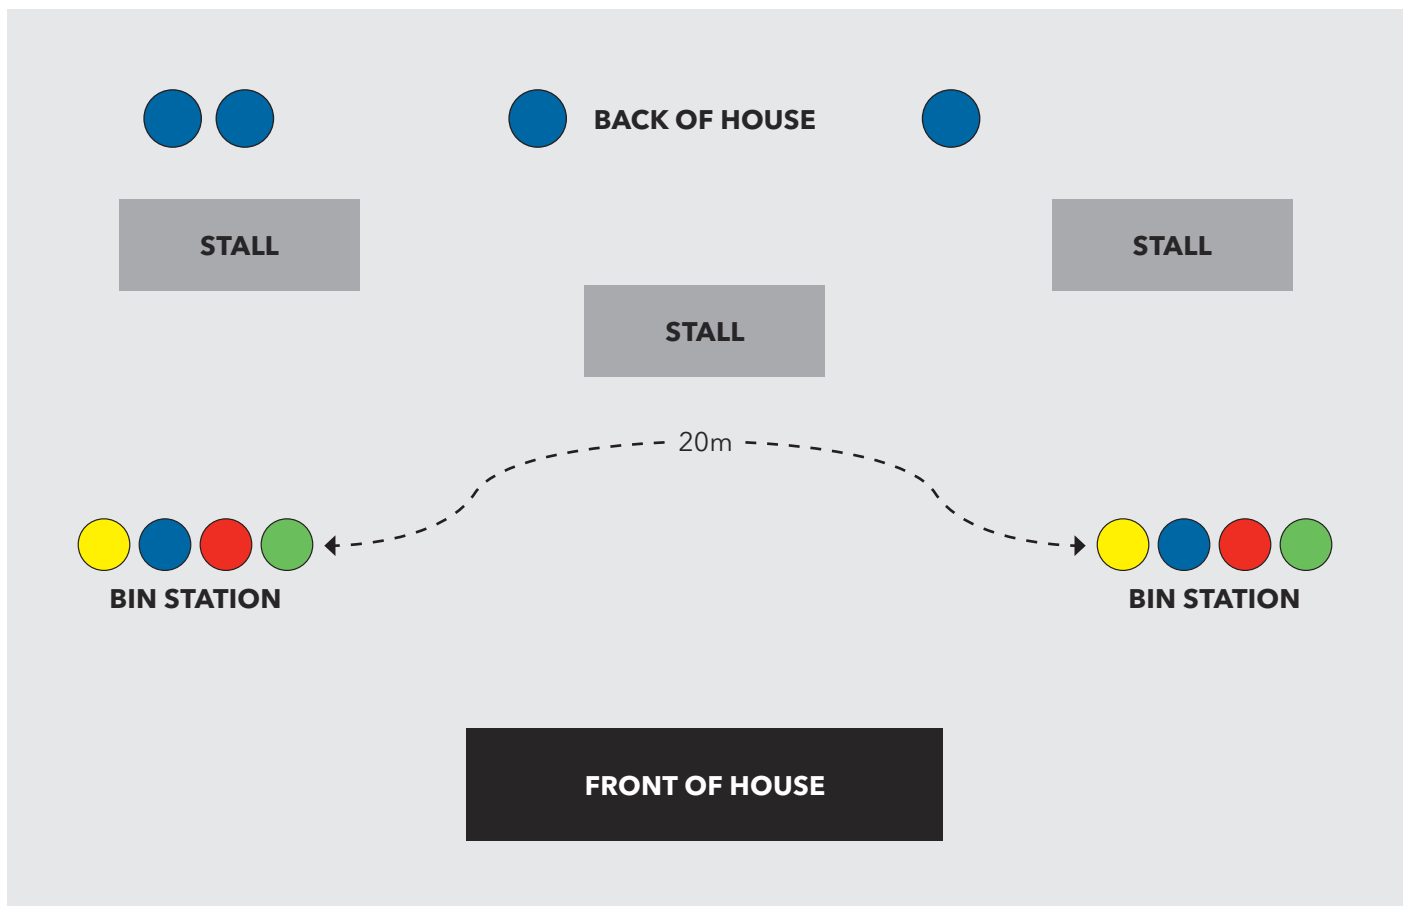 BACK OF HOUSE
STALL
STALL
STALL
20m
BIN STATION
BIN STATION
FRONT OF HOUSE